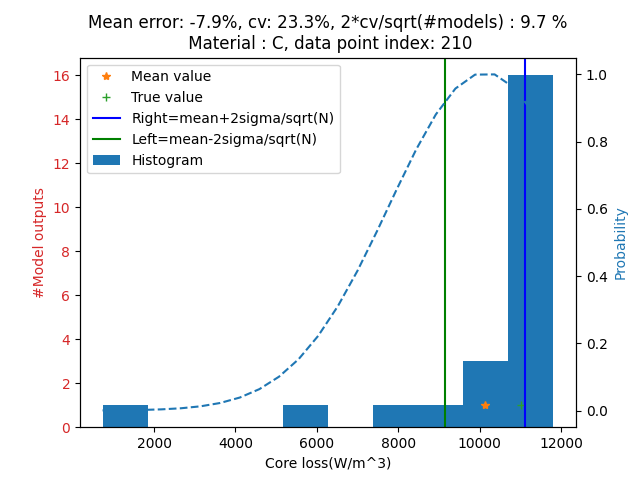 Mean error: -7.9%, cv: 23.3%, 2*cv/sqrt(#models) : 9.7 %
Material : C, data point index: 210
Mean value
True value
Right=mean+2sigma/sqrt(N)
Left=mean-2sigma/sqrt(N)
Histogram
#Model outputs
16
14
12
10
8
6
4
2
0
1.0
0.8
0.6
0.4
0.2
0.0
Probability
2000 4000 6000 8000 10000 12000
Core loss(W/m^3)